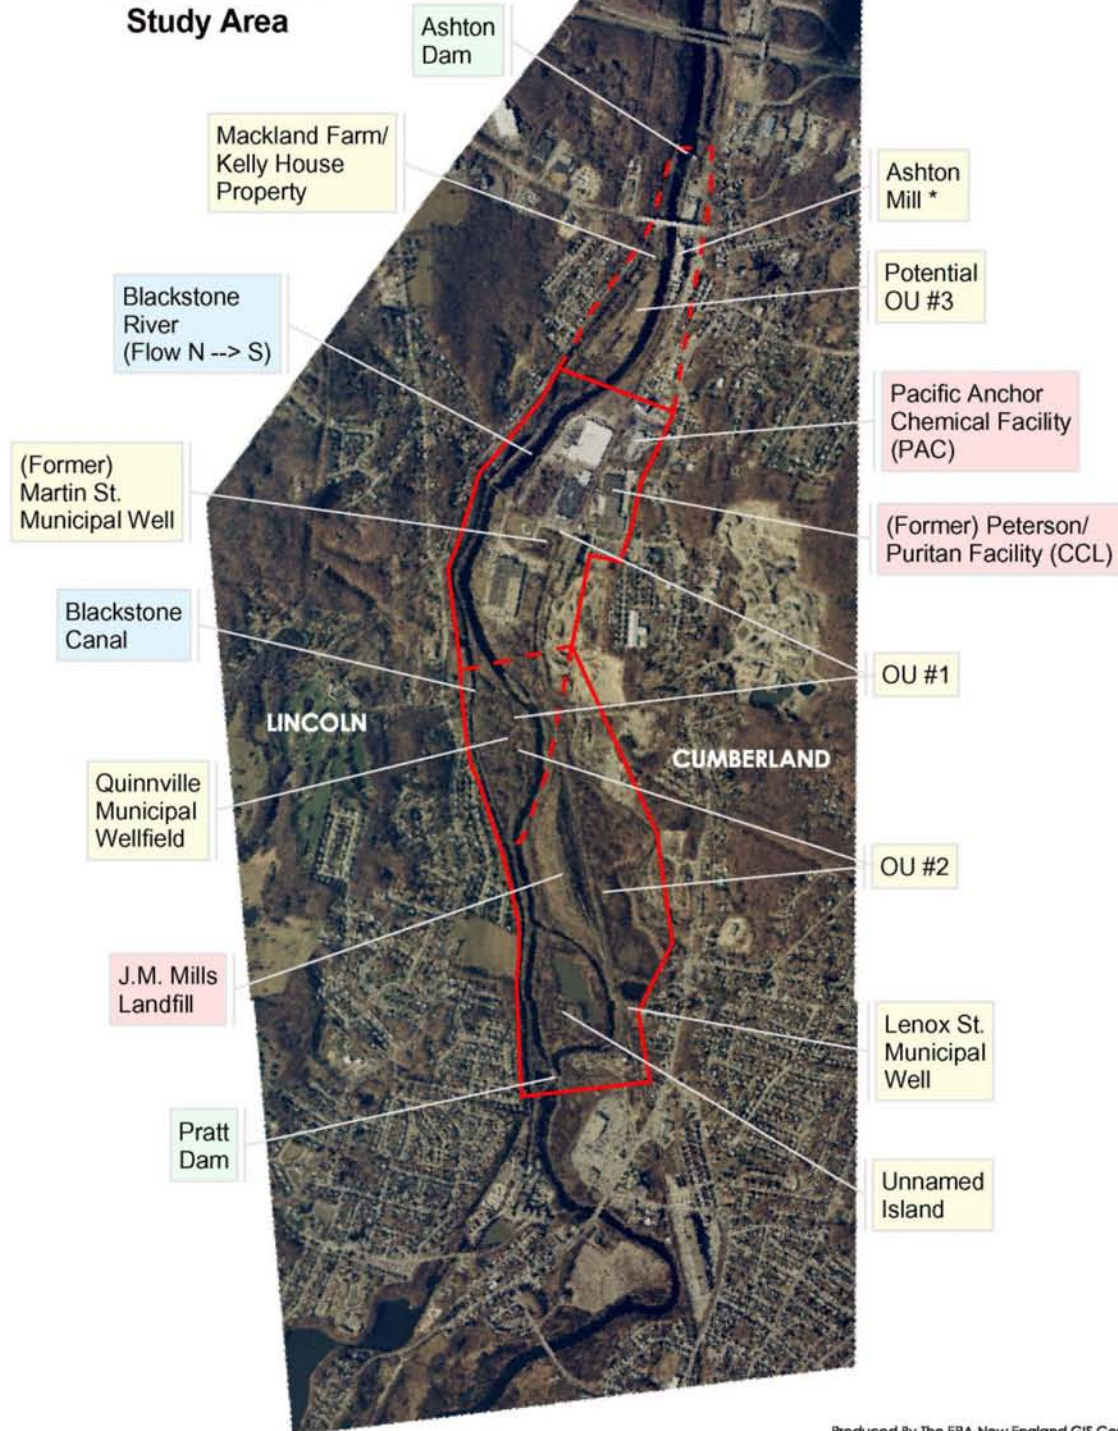 Study Area
Ashton
Dam
Mackland Farm/
Kelly House
Property
Ashton
Mill *
Blackstone
River
(Flow N --> S)
Potential
OU #3
Pacific Anchor
Chemical Facility
(PAC)
(Former)
Martin St.
Municipal Well
(Former) Peterson/
Puritan Facility (CCL)
Blackstone
Canal
OU #1
LINCOLN
CUMBERLAND
Quinnville
Municipal
Wellfield
OU #2
J.M. Mills
Landfill
Lenox St.
Municipal
Well
Pratt
Dam
Unnamed
Island
Produced By The EPA New England GIS